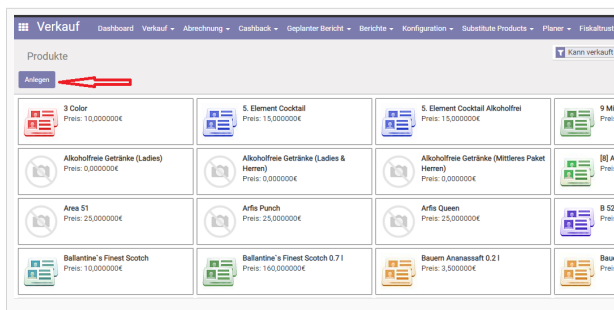 Verkauf Dashboard Verkauf Abrechnung Cashback Geplanter Bericht Berichte Konfiguration Substitute Products Planer Fiskaltrust
Produkte Kann verkauft
Anlegen
3 Color 5. Element Cocktail 5. Element Cocktail Alkoholfrei
Preis: 10,000000€ Preis: 15,000000€ Preis: 15,000000€
Alkoholfreie Getränke (Ladies) Alkoholfreie Getränke (Ladies & Alkoholfreie Getränke (Mittleres Paket
Preis: 0,000000€ Herren) Herren)
Preis: 0,000000€ Preis: 0,000000€
Area 51 Arfis Punch Arfis Queen B 52
Preis: 25,000000€ Preis: 25,000000€ Preis: 25,000000€
Ballantine`s Finest Scotch Ballantine`s Finest Scotch 0.7 l Bauern Ananassaft 0.2 l
Preis: 10,000000€ Preis: 160,000000€ Preis: 3,500000€